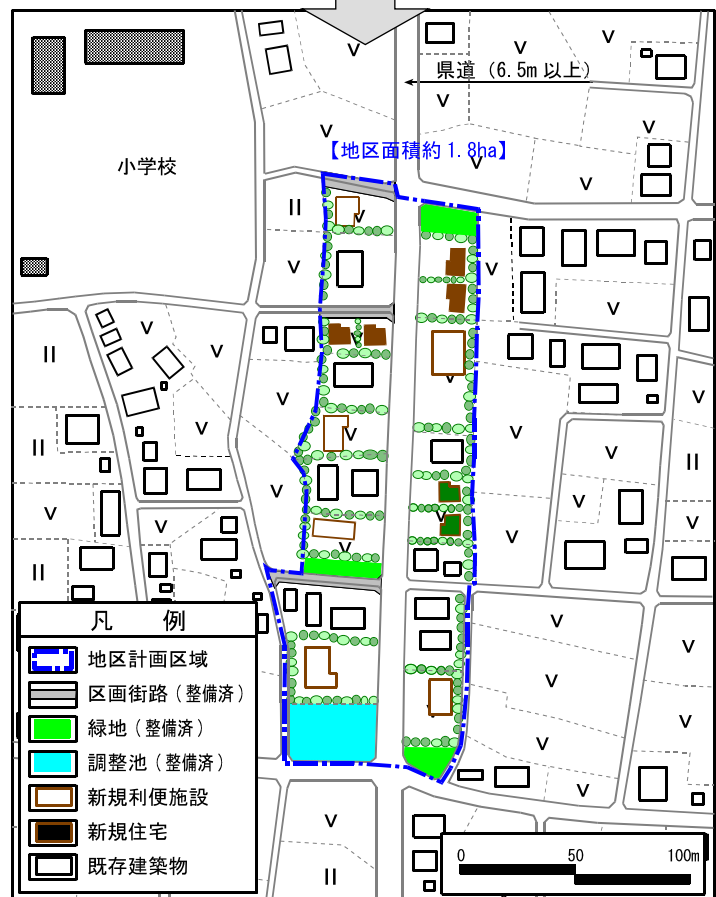 県道（6.5m 以上）
【地区面積約 1.8ha】
小学校
凡 例
地区計画区域
区画街路（整備済）
緑地（整備済）
調整池（整備済）
新規利便施設
新規住宅
既存建築物
0 50 100m